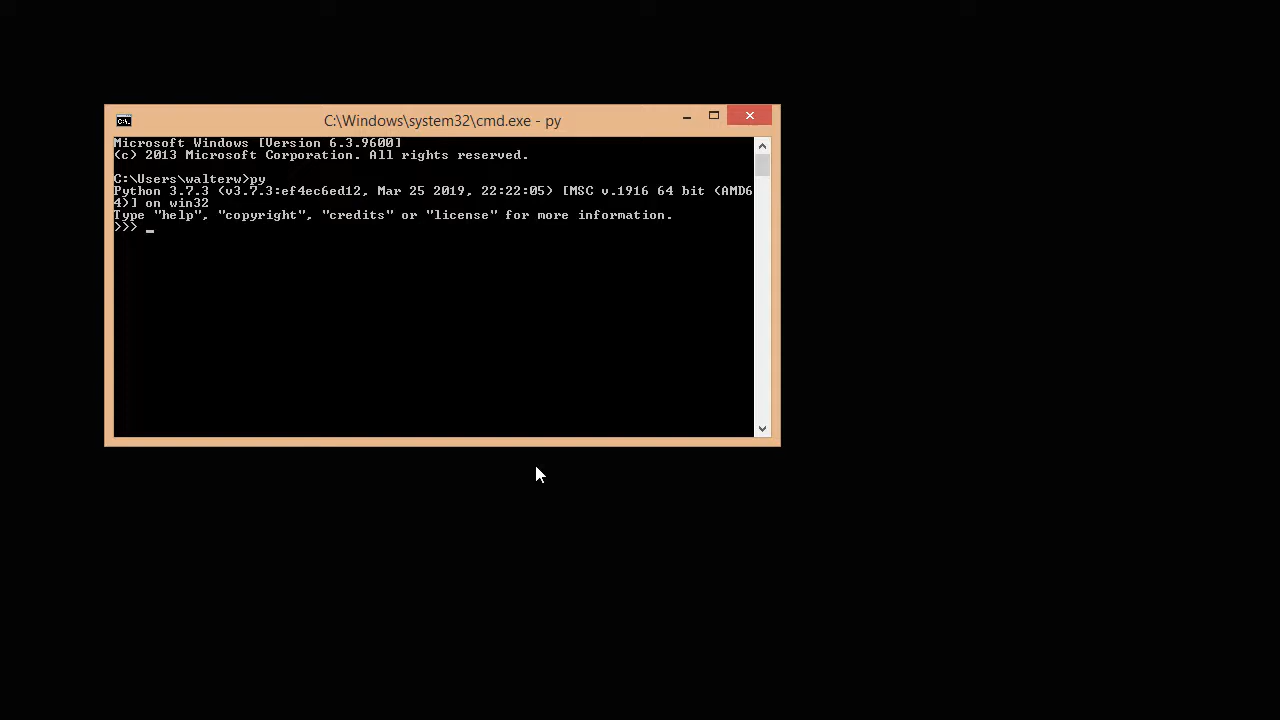 C:\Windows\system32\cmd.exe - py
Microsoft Windows [Version 6.3.9600]
(c) 2013 Microsoft Corporation. All rights reserved.
C:\Users\walterw>py
Python 3.7.3 (v3.7.3:ef4ec6ed12, Mar 25 2019, 22:22:05) [MSC v.1916 64 bit (AMD6
4)] on win32
Type "help", "copyright", "credits" or "license" for more information.
>>> _